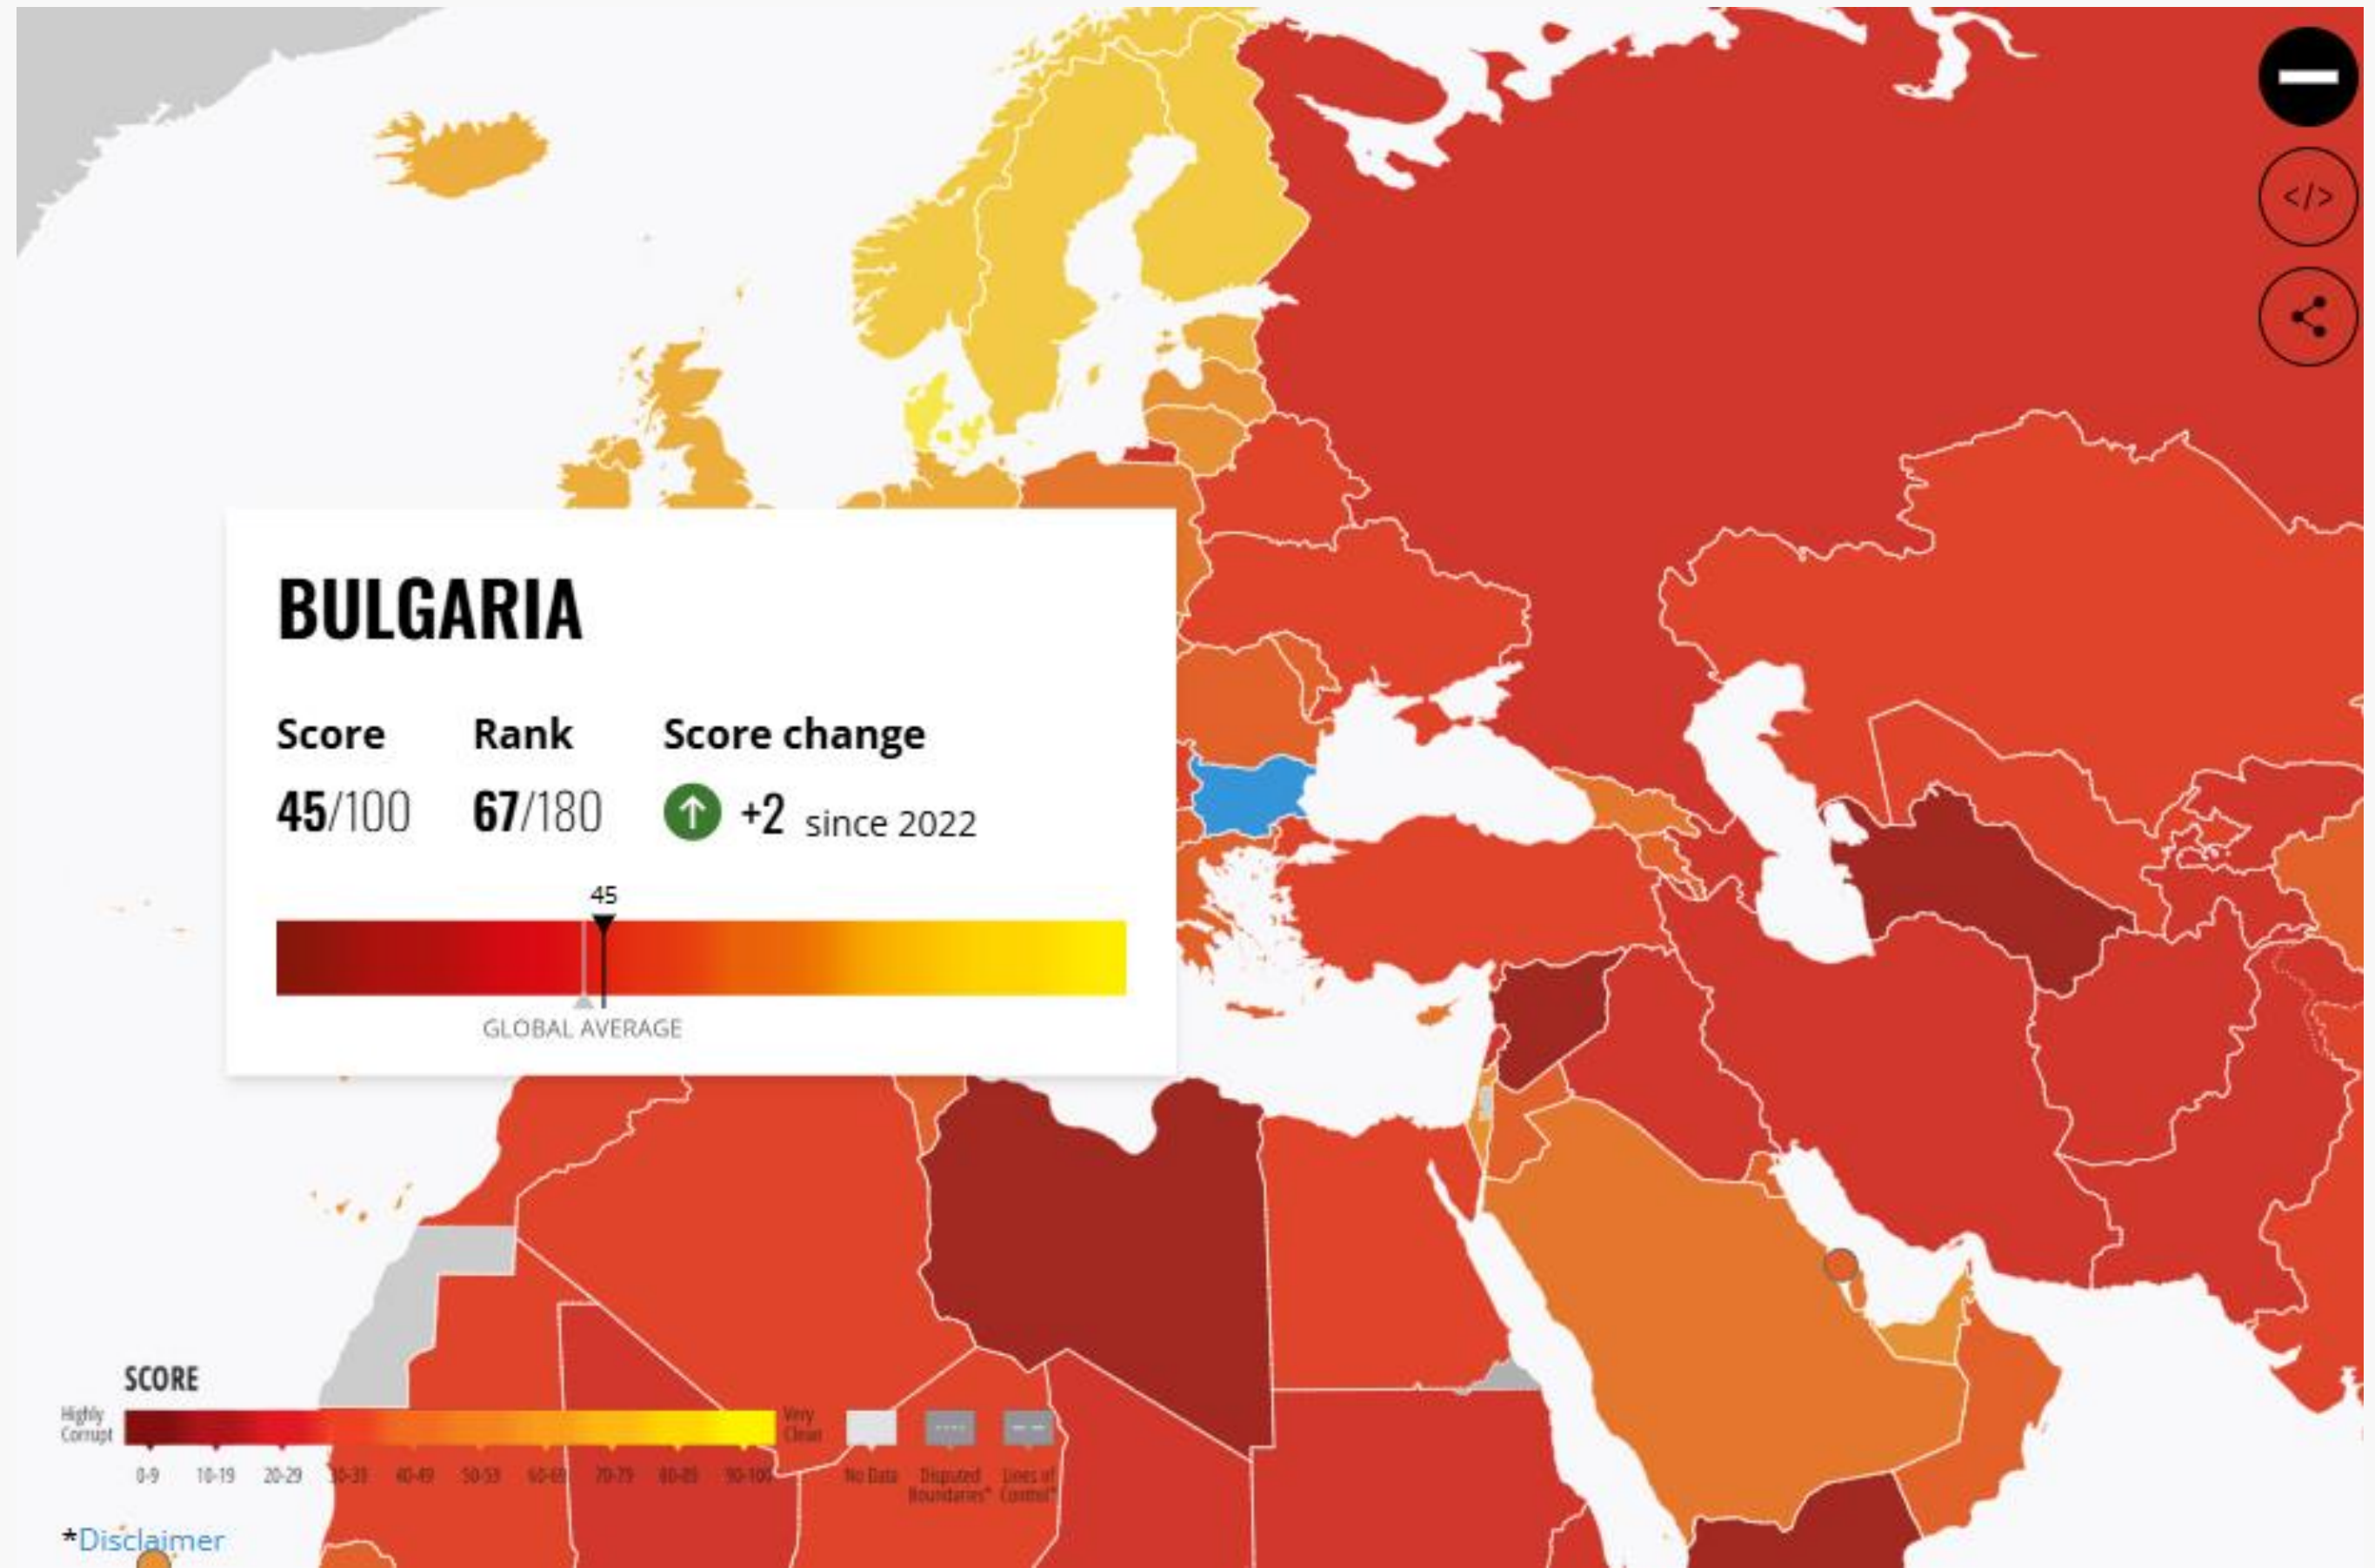 </>
BULGARIA
Score Rank Score change
45/100 67/180 +2 since 2022
45
GLOBAL AVERAGE
SCORE
Highly
Corrupt
Very
Clean
0-9 10-19 20-29 30-39 40-49 50-59 60-69 70-79 80-89 90-100 No Data Disputed
Boundaries* Lines of
Control*
*Disclaimer